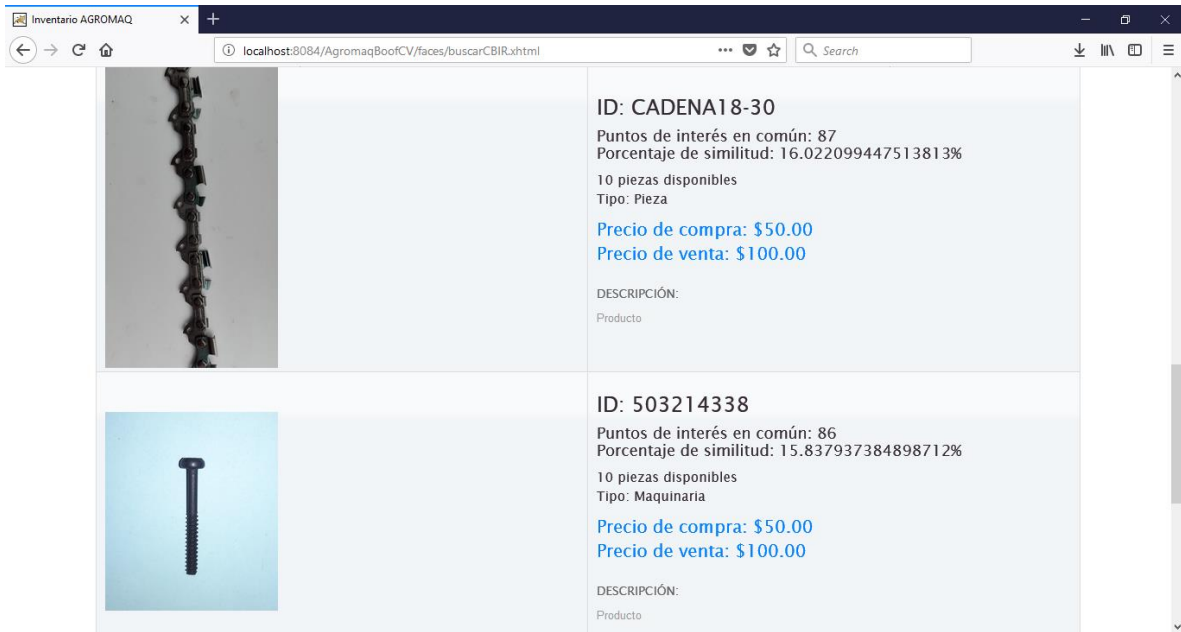 Inventario AGROMAQ
localhost:8084/AgromaqBoofCV/faces/buscarCBIR.xhtml
Search
ID: CADENA18-30
Puntos de interés en común: 87
Porcentaje de similitud: 16.022099447513813%
10 piezas disponibles
Tipo: Pieza
Precio de compra: $50.00
Precio de venta: $100.00
DESCRIPCIÓN:
Producto
ID: 503214338
Puntos de interés en común: 86
Porcentaje de similitud: 15.837937384898712%
10 piezas disponibles
Tipo: Maquinaria
Precio de compra: $50.00
Precio de venta: $100.00
DESCRIPCIÓN:
Producto